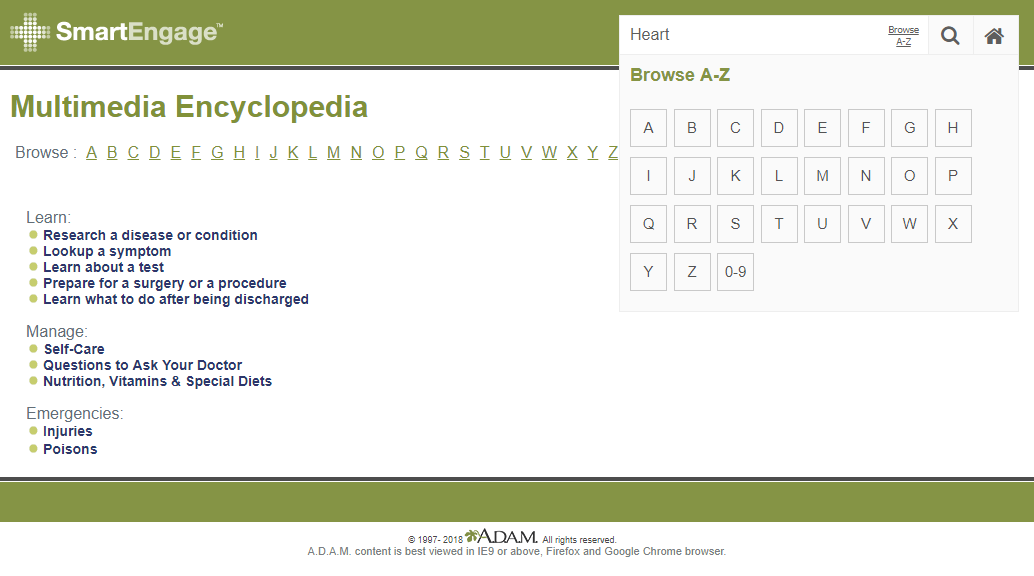 SmartEngage™
Heart
Browse
A-Z
Browse A-Z
A B C D E F G H
I J K L M N O P
Q R S T U V W X
Y Z 0-9
Multimedia Encyclopedia
Browse : A B C D E F G H I J K L M N O P Q R S T U V W X Y Z
Learn:
Research a disease or condition
Lookup a symptom
Learn about a test
Prepare for a surgery or a procedure
Learn what to do after being discharged
Manage:
Self-Care
Questions to Ask Your Doctor
Nutrition, Vitamins & Special Diets
Emergencies:
Injuries
Poisons
© 1997- 2018 A.D.A.M. All rights reserved.
A.D.A.M. content is best viewed in IE9 or above, Firefox and Google Chrome browser.